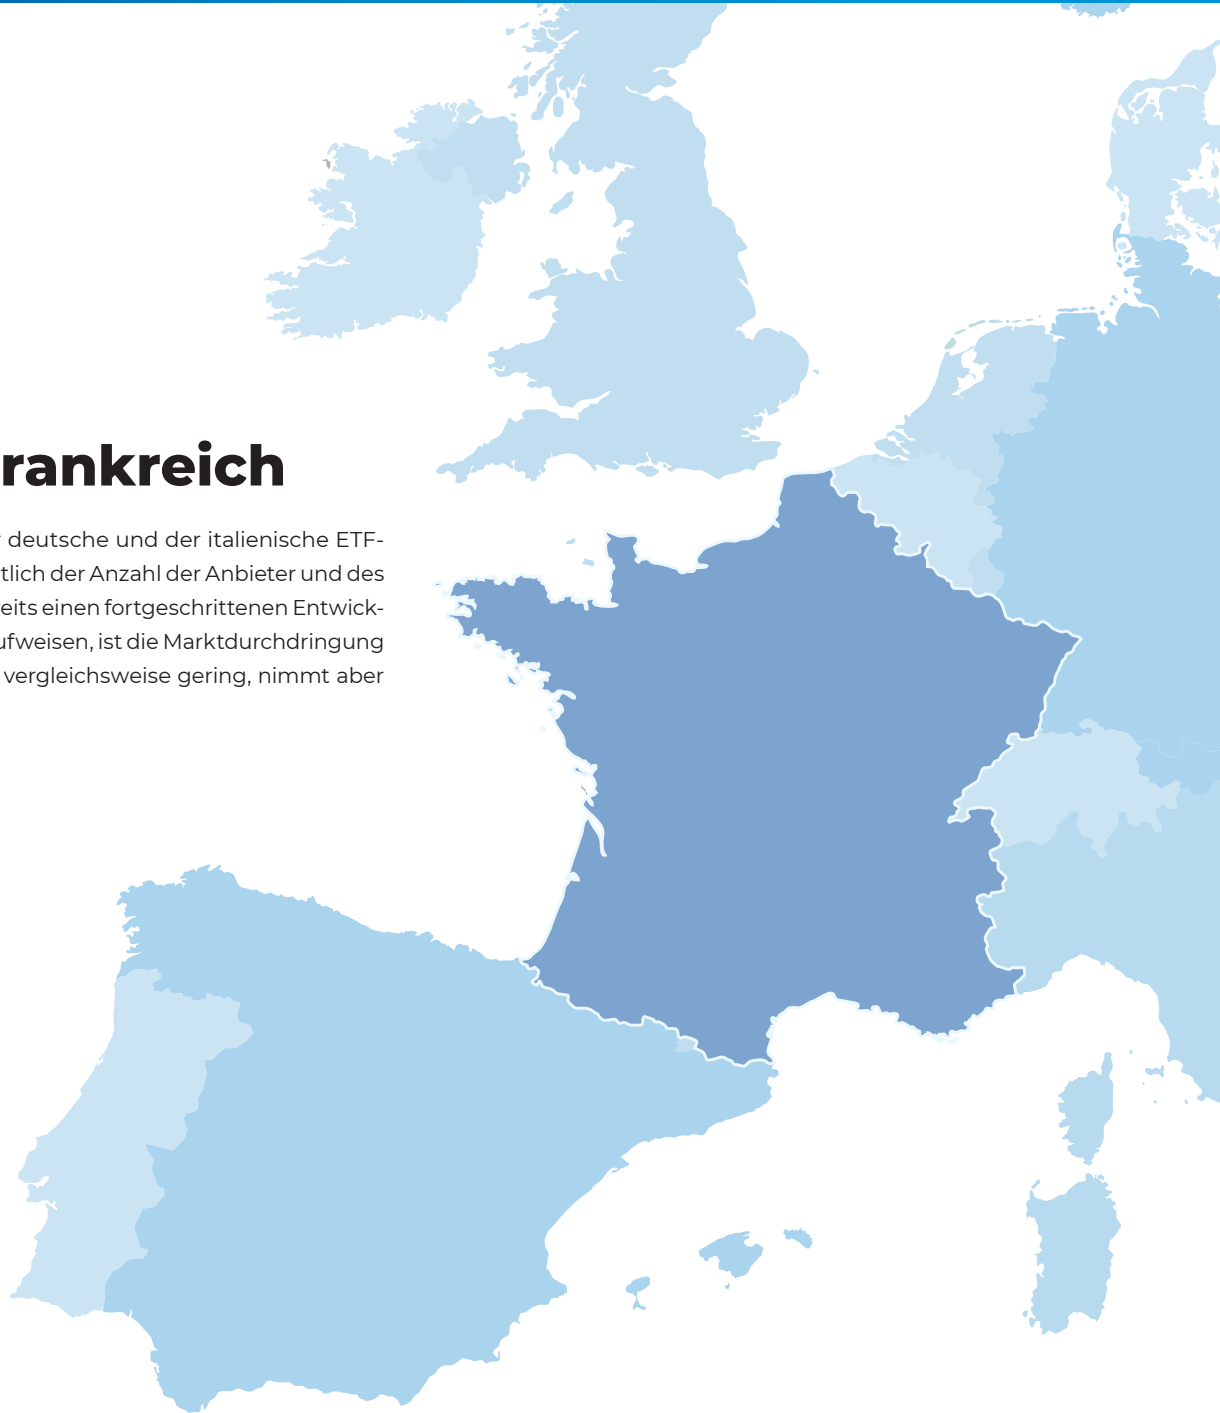 rankreich
deutsche und der italienische ETF-
tlich der Anzahl der Anbieter und des
eits einen fortgeschrittenen Entwick-
ufweisen, ist die Marktdurchdringung
vergleichsweise gering, nimmt aber